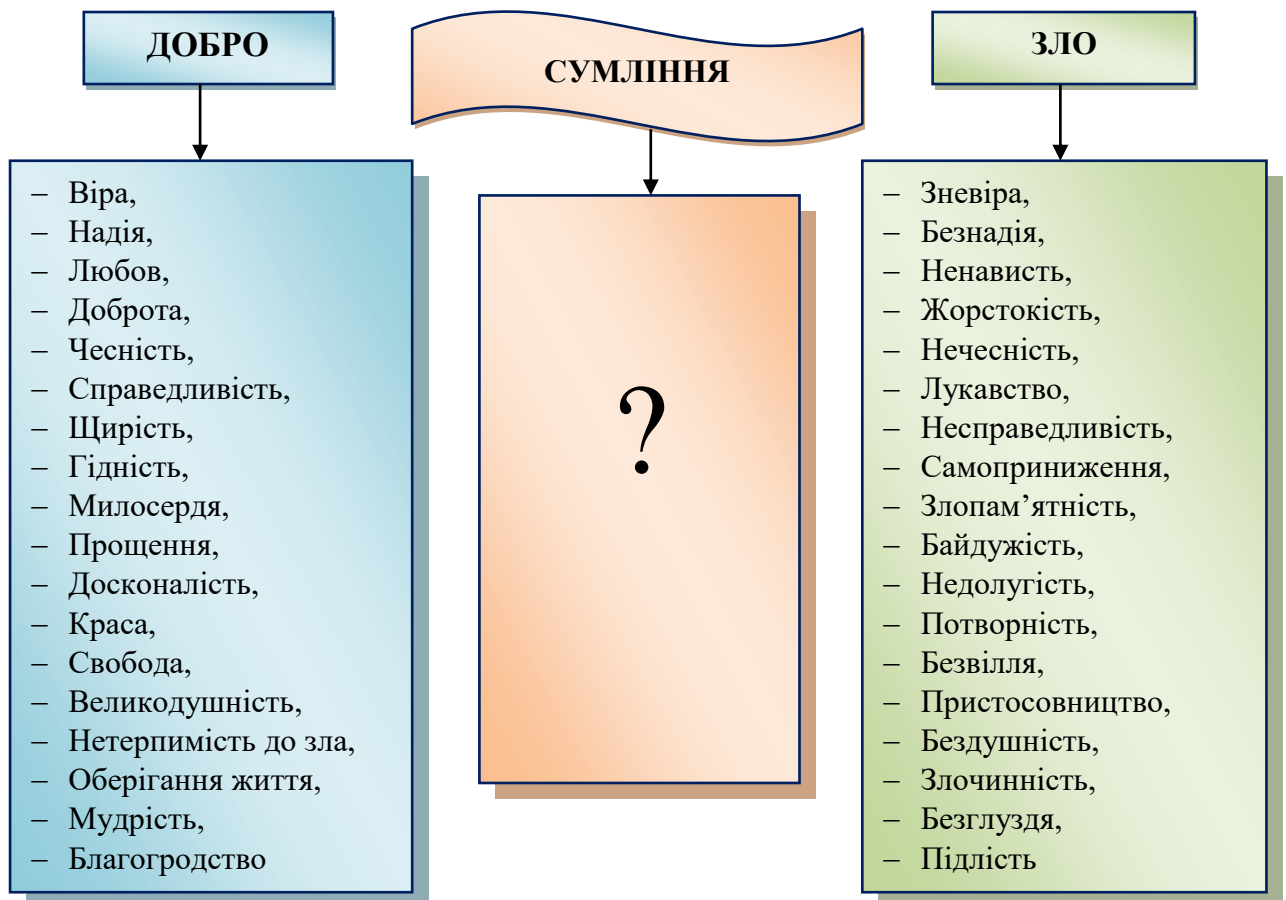 ДОБРО
СУМЛІННЯ
ЗЛО
– Віра,
– Надія,
– Любов,
– Доброта,
– Чесність,
– Справедливість,
– Щирість,
– Гідність,
– Милосердя,
– Прощення,
– Досконалість,
– Краса,
– Свобода,
– Великодушність,
– Нетерпимість до зла,
– Оберігання життя,
– Мудрість,
– Благогродство
?
– Зневіра,
– Безнадія,
– Ненависть,
– Жорстокість,
– Нечесність,
– Лукавство,
– Несправедливість,
– Самоприниження,
– Злопам’ятність,
– Байдужість,
– Недолугість,
– Потворність,
– Безвілля,
– Пристосовництво,
– Бездушність,
– Злочинність,
– Безглуздя,
– Підлість